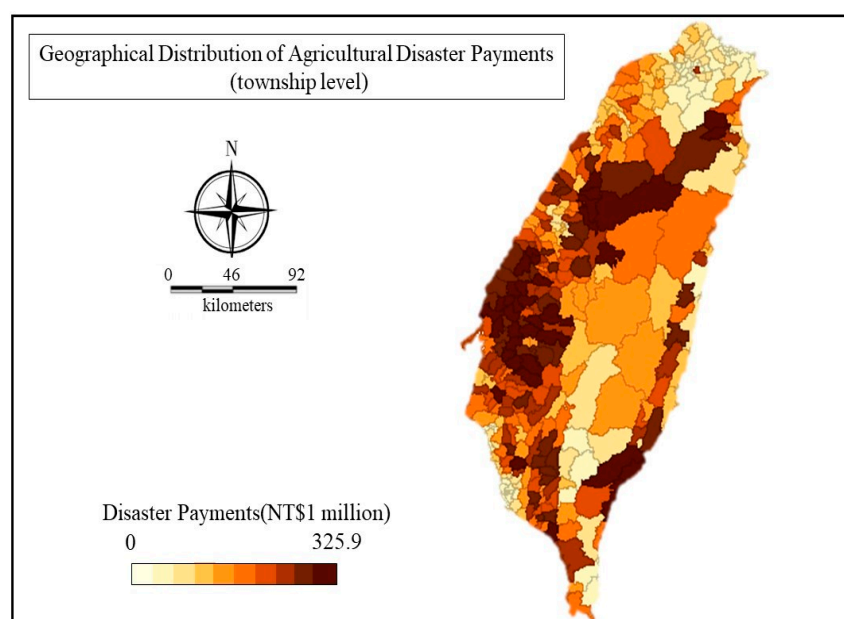 Geographical Distribution of Agricultural Disaster Payments
(township level)
N
0 46 92
kilometers
Disaster Payments(NT$1 million)
0 325.9